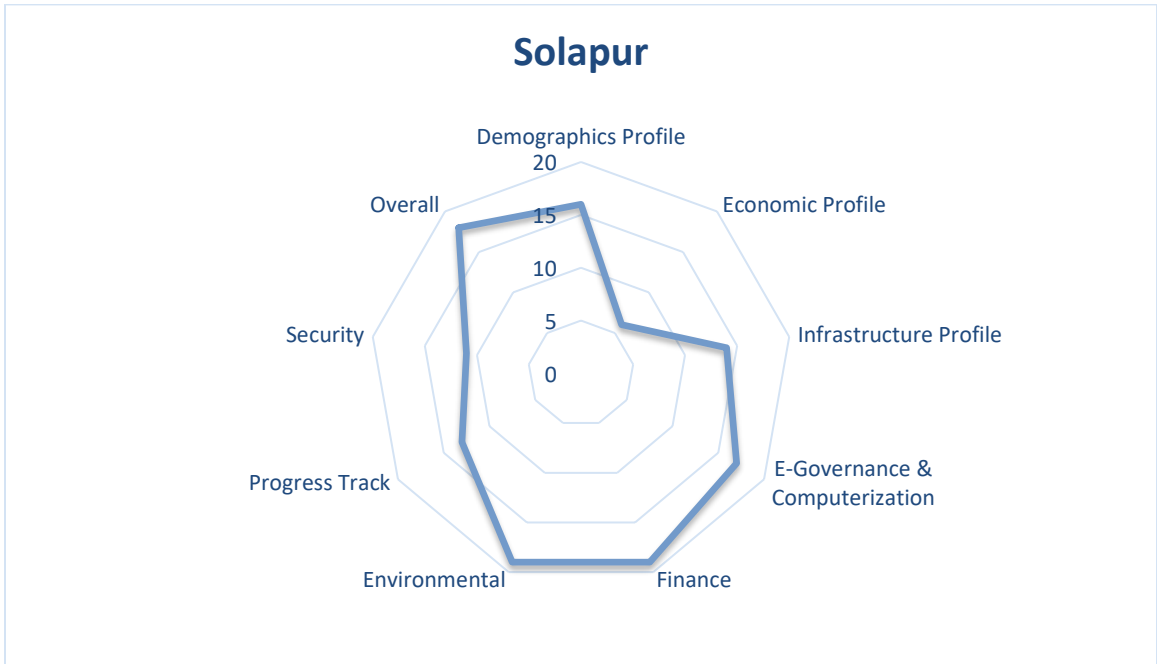 Solapur
Demographics Profile
20
Overall
Economic Profile
15
10
Security
5
Infrastructure Profile
0
Progress Track
E-Governance &
Computerization
Environmental
Finance